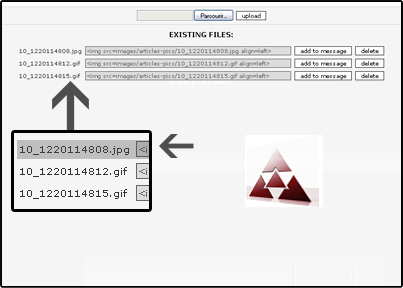 Parcourir... upload
EXISTING FILES:
10_1220114808.jpg <img src=images/articles-pics/10_1220114808.jpg align=left> add to message delete
10_1220114812.gif <img src=images/articles-pics/10_1220114812.gif align=left> add to message delete
10_1220114815.gif <img src=images/articles-pics/10_1220114815.gif align=left> add to message delete
10_1220114808.jpg <i
10_1220114812.gif <i
10_1220114815.gif <i